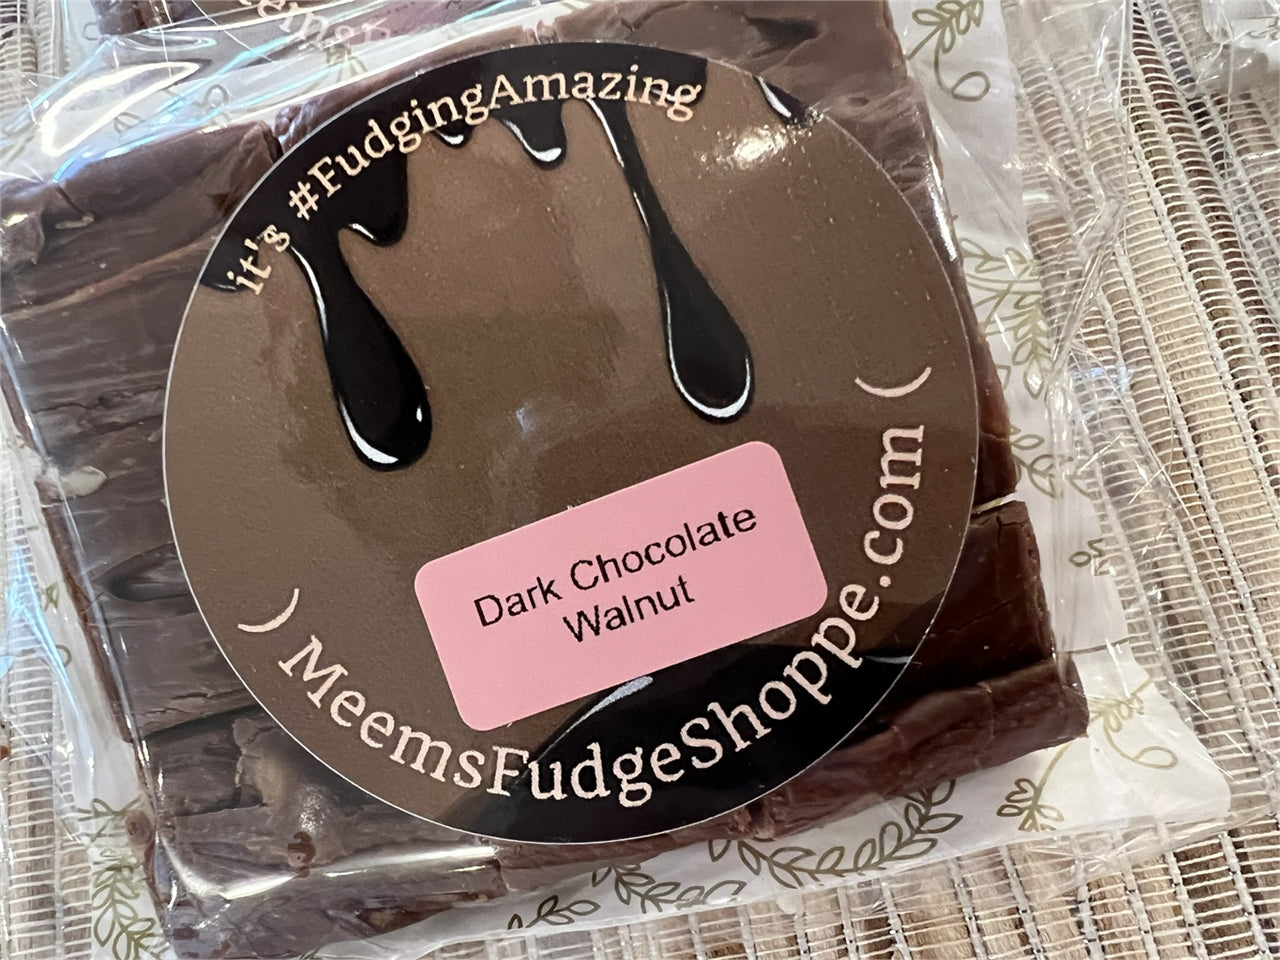 it's #FudgingAmazing
Dark Chocolate
Walnut
) MeemsFudgeShoppe.com (